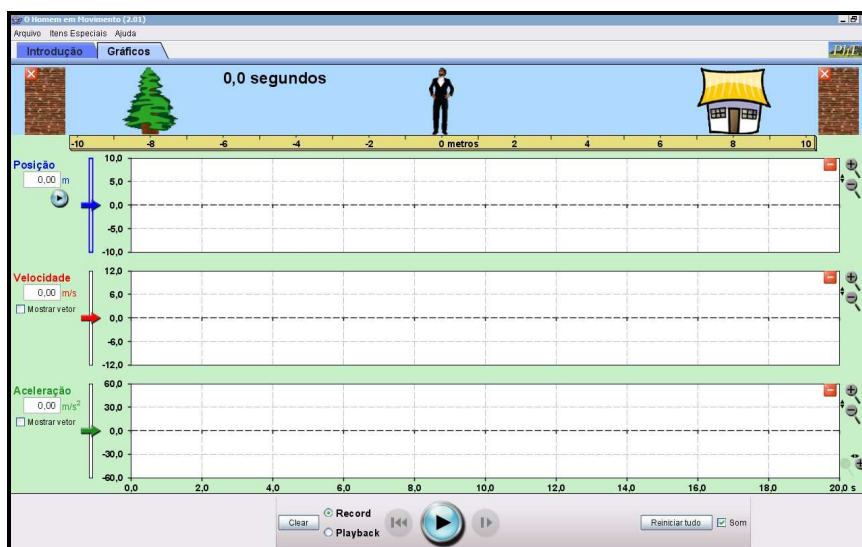 O Homem em Movimento (2.01)
Arquivo Itens Especiais Ajuda
Introdução Gráficos
PhET
0,0 segundos
-10 -8 -6 -4 -2 0 metros 2 4 6 8 10
Posição
0,00 m
10,0
5,0
0,0
-5,0
-10,0
Velocidade
0,00 m/s
Mostrar vetor
12,0
6,0
0,0
-6,0
-12,0
Aceleração
0,00 m/s²
Mostrar vetor
60,0
30,0
0,0
-30,0
-60,0
0,0 2,0 4,0 6,0 8,0 10,0 12,0 14,0 16,0 18,0 20,0 s
Clear
Record
Playback
Reiniciar tudo
Som